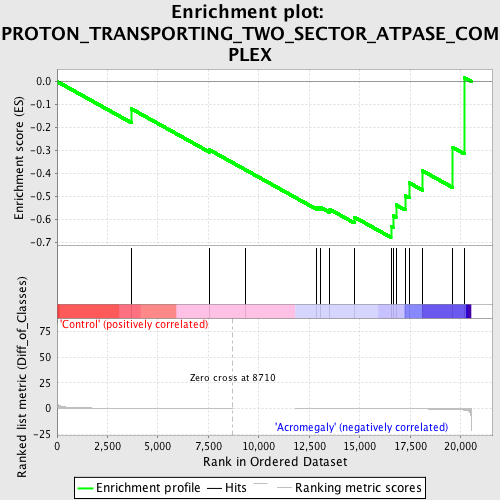 Enrichment plot:
PROTON_TRANSPORTING_TWO_SECTOR_ATPASE_COM
PLEX
Enrichment score (ES)
0.0
-0.1
-0.2
-0.3
-0.4
-0.5
-0.6
-0.7
Ranked list metric (Diff_of_Classes)
'Control' (positively correlated)
75
50
25
0
-25
Zero cross at 8710
'Acromegaly' (negatively correlated)
0
2,500
5,000
7,500
10,000
12,500
15,000
17,500
20,000
Rank in Ordered Dataset
Enrichment profile
Hits
Ranking metric scores